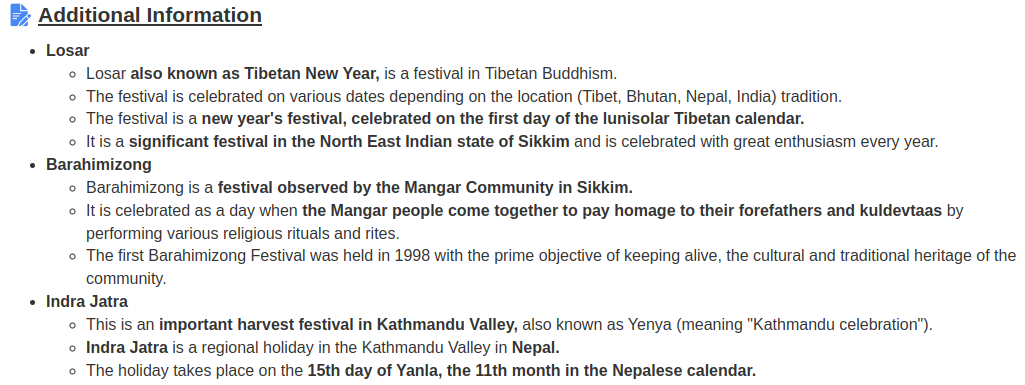 Additional Information
• Losar
◦ Losar also known as Tibetan New Year, is a festival in Tibetan Buddhism.
◦ The festival is celebrated on various dates depending on the location (Tibet, Bhutan, Nepal, India) tradition.
◦ The festival is a new year's festival, celebrated on the first day of the lunisolar Tibetan calendar.
◦ It is a significant festival in the North East Indian state of Sikkim and is celebrated with great enthusiasm every year.
• Barahimizong
◦ Barahimizong is a festival observed by the Mangar Community in Sikkim.
◦ It is celebrated as a day when the Mangar people come together to pay homage to their forefathers and kuldevtaas by
performing various religious rituals and rites.
◦ The first Barahimizong Festival was held in 1998 with the prime objective of keeping alive, the cultural and traditional heritage of the
community.
• Indra Jatra
◦ This is an important harvest festival in Kathmandu Valley, also known as Yenya (meaning "Kathmandu celebration").
◦ Indra Jatra is a regional holiday in the Kathmandu Valley in Nepal.
◦ The holiday takes place on the 15th day of Yanla, the 11th month in the Nepalese calendar.